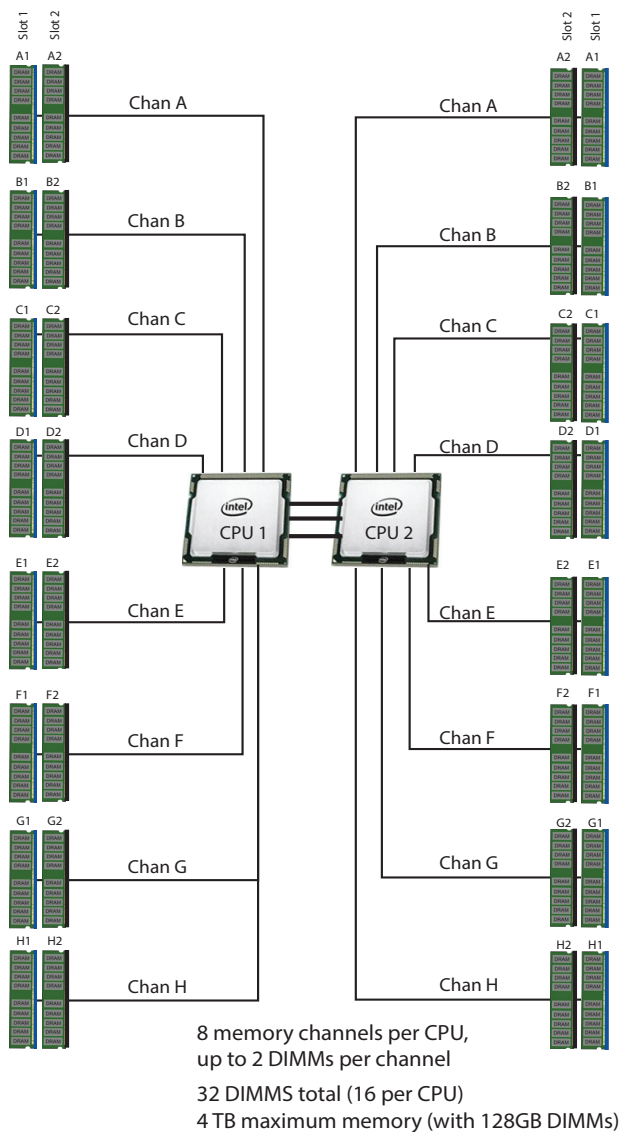 Slot 1
Slot 2
Slot 2
Slot 1
A1 A2
A2 A1
Chan A
Chan A
B1 B2
B2 B1
Chan B
Chan B
C1 C2
C2 C1
Chan C
Chan C
D1 D2
D2 D1
Chan D
Chan D
intel
CPU 1
intel
CPU 2
E1 E2
E2 E1
Chan E
Chan E
F1 F2
F2 F1
Chan F
Chan F
G1 G2
G2 G1
Chan G
Chan G
H1 H2
H2 H1
Chan H
Chan H
DRAM
8 memory channels per CPU,
up to 2 DIMMs per channel
32 DIMMS total (16 per CPU)
4 TB maximum memory (with 128GB DIMMs)